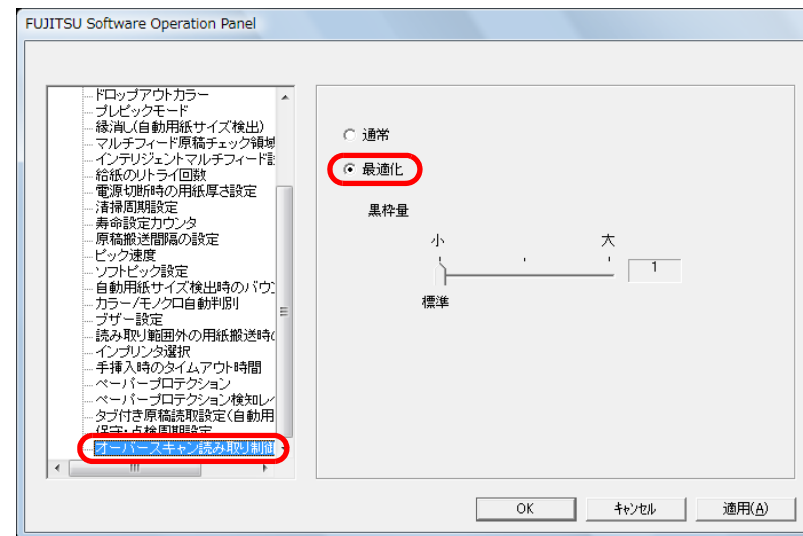 FUJITSU Software Operation Panel
ドロップアウトカラー
プレピックモード
縁消し(自動用紙サイズ検出)
マルチフィード原稿チェック領域
インテリジェントマルチフィード
給紙のリトライ回数
電源切断時の用紙厚さ設定
清掃周期設定
寿命設定カウンタ
原稿搬送間隔の設定
ピック速度
ソフトピック設定
自動用紙サイズ検出時のバウ
カラー/モノクロ自動判別
ブザー設定
読み取り範囲外の用紙搬送時
インプリンタ選択
手挿入時のタイムアウト時間
ペーパープロテクション
ペーパープロテクション検知レ
タブ付き原稿読取設定(自動用
保守・点検周期設定
オーバースキャン読み取り制御
通常
最適化
黒枠量
小 大
1
標準
OK キャンセル 適用(A)